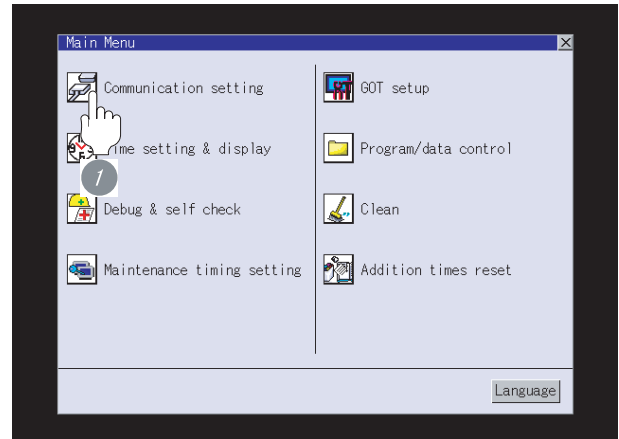 Main Menu
Communication setting
GOT setup
Time setting & display
Program/data control
1
Debug & self check
Clean
Maintenance timing setting
Addition times reset
Language